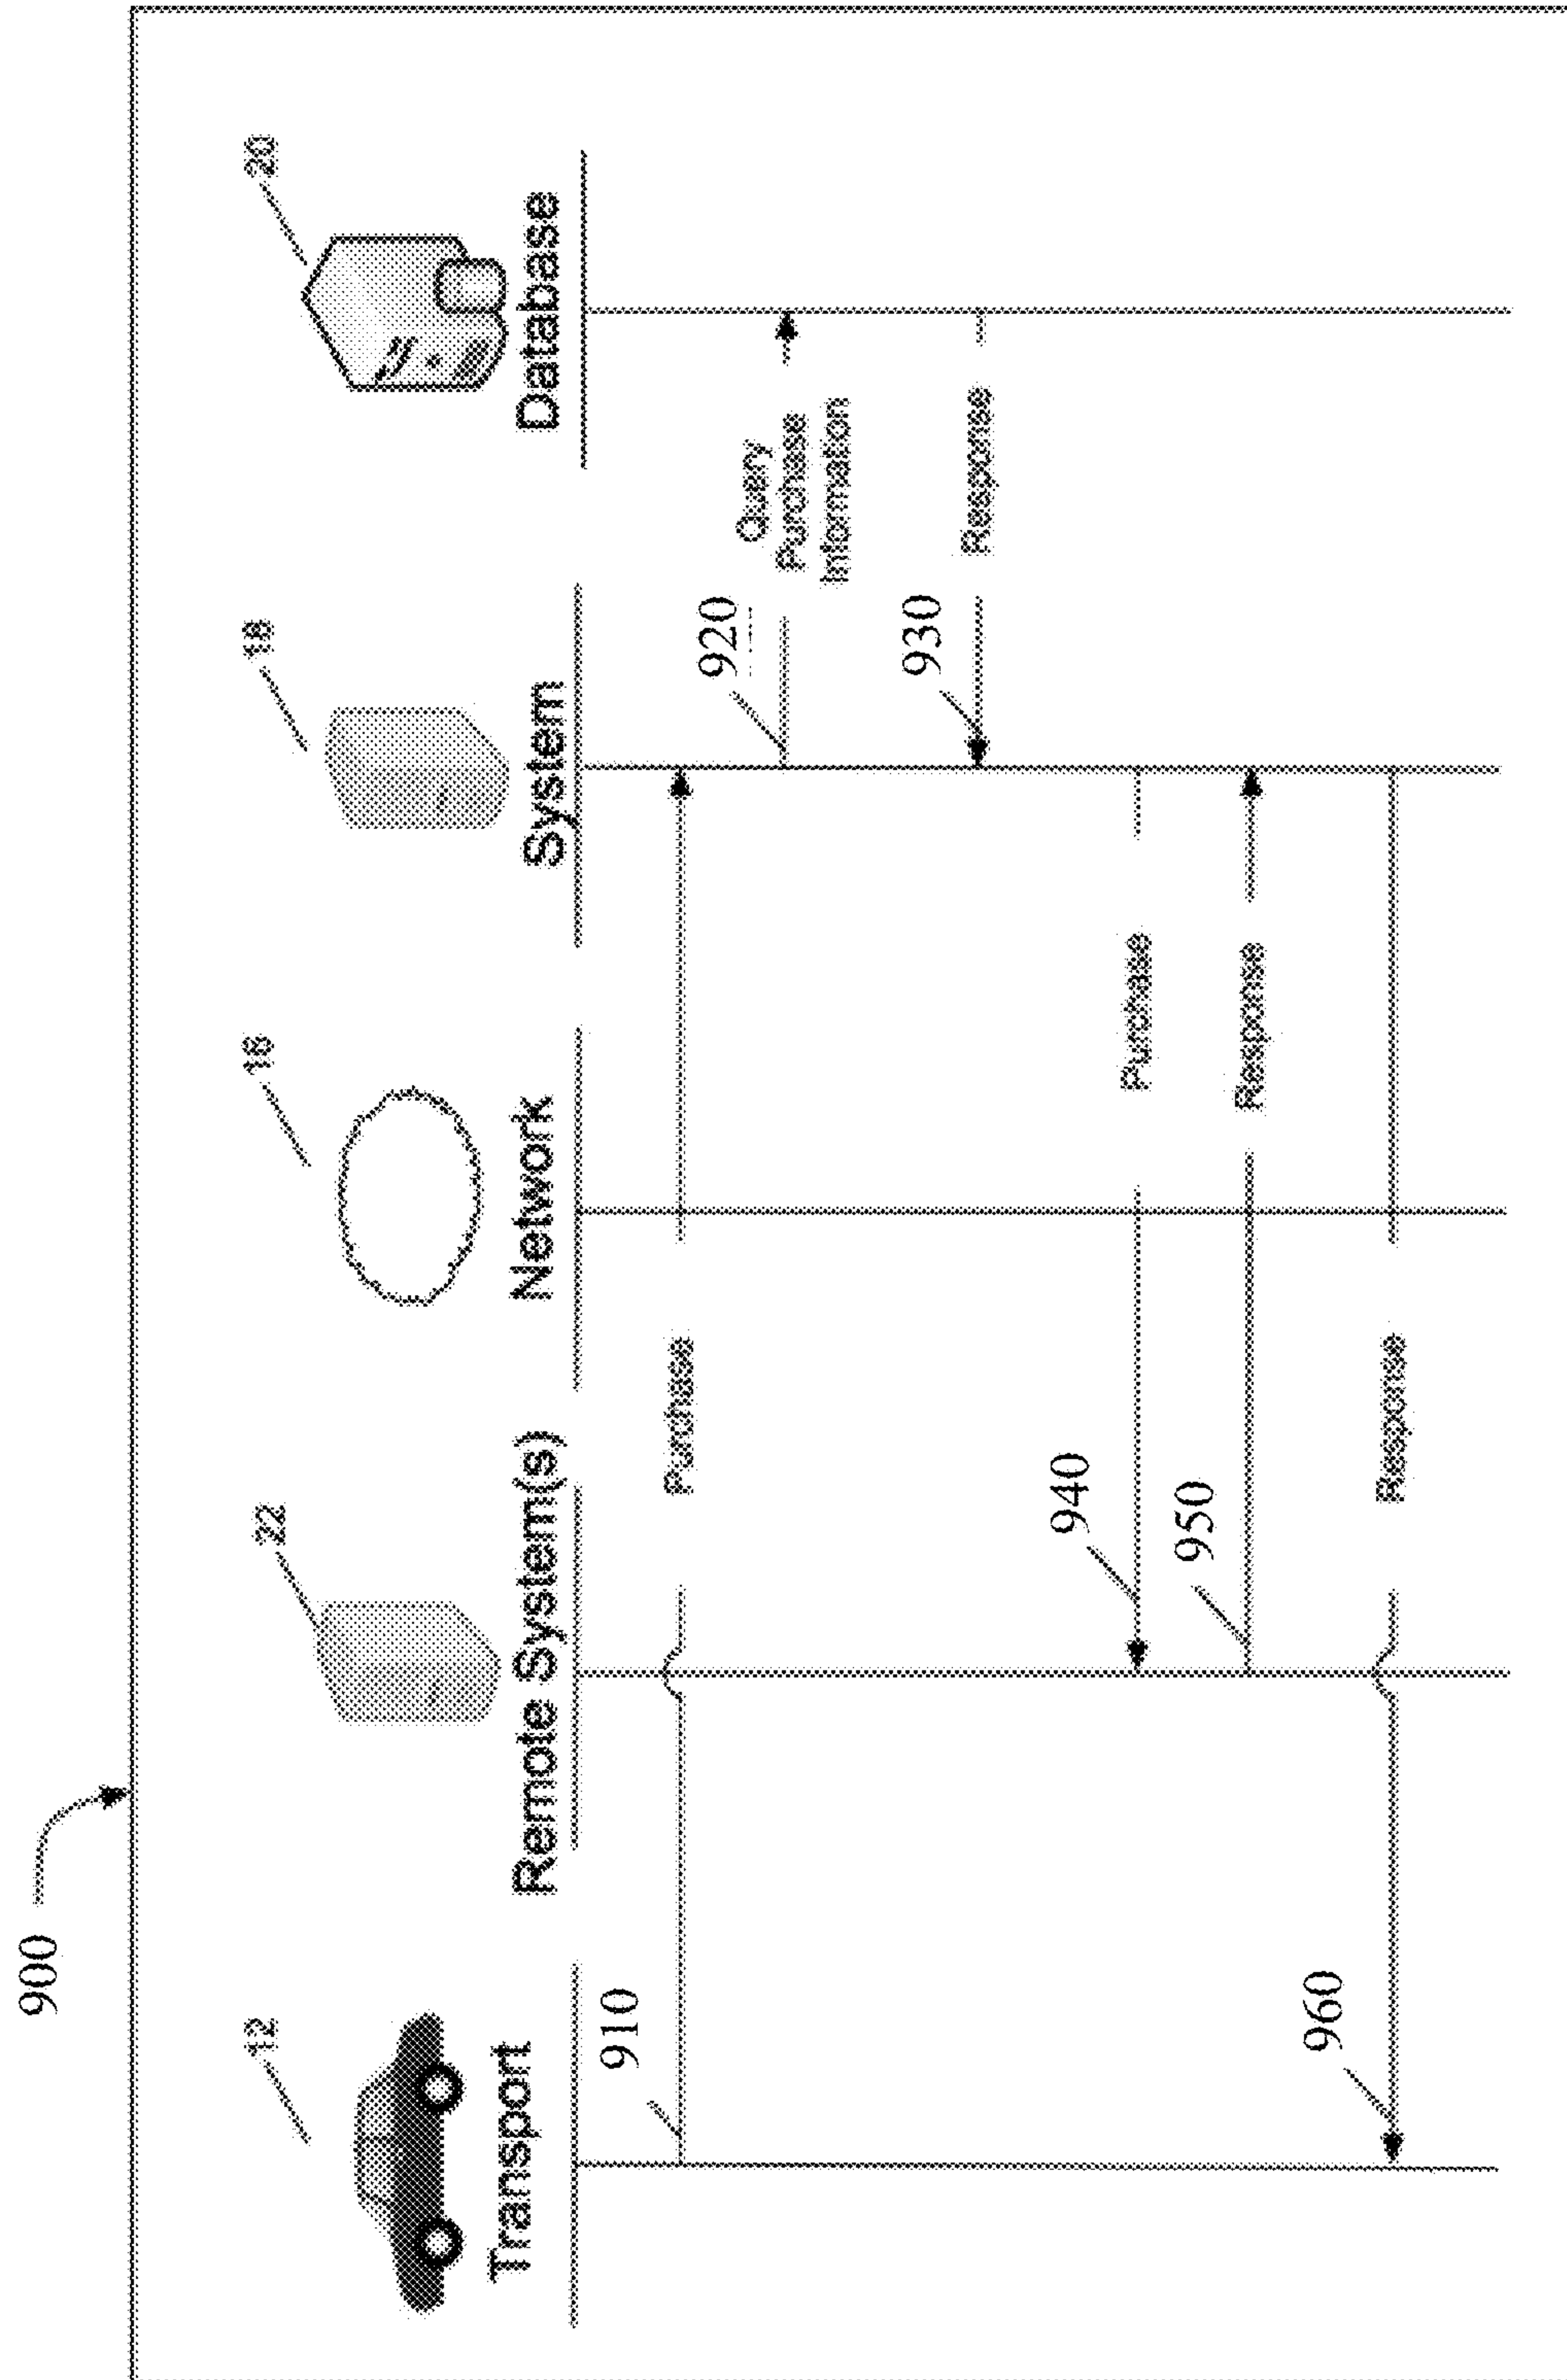 900
12
22
16
18
20
Transport
Remote System(s)
Network
System
Database
910
Purchase
920
Query
Purchase
Information
930
Response
940
Purchase
950
Response
960
Response